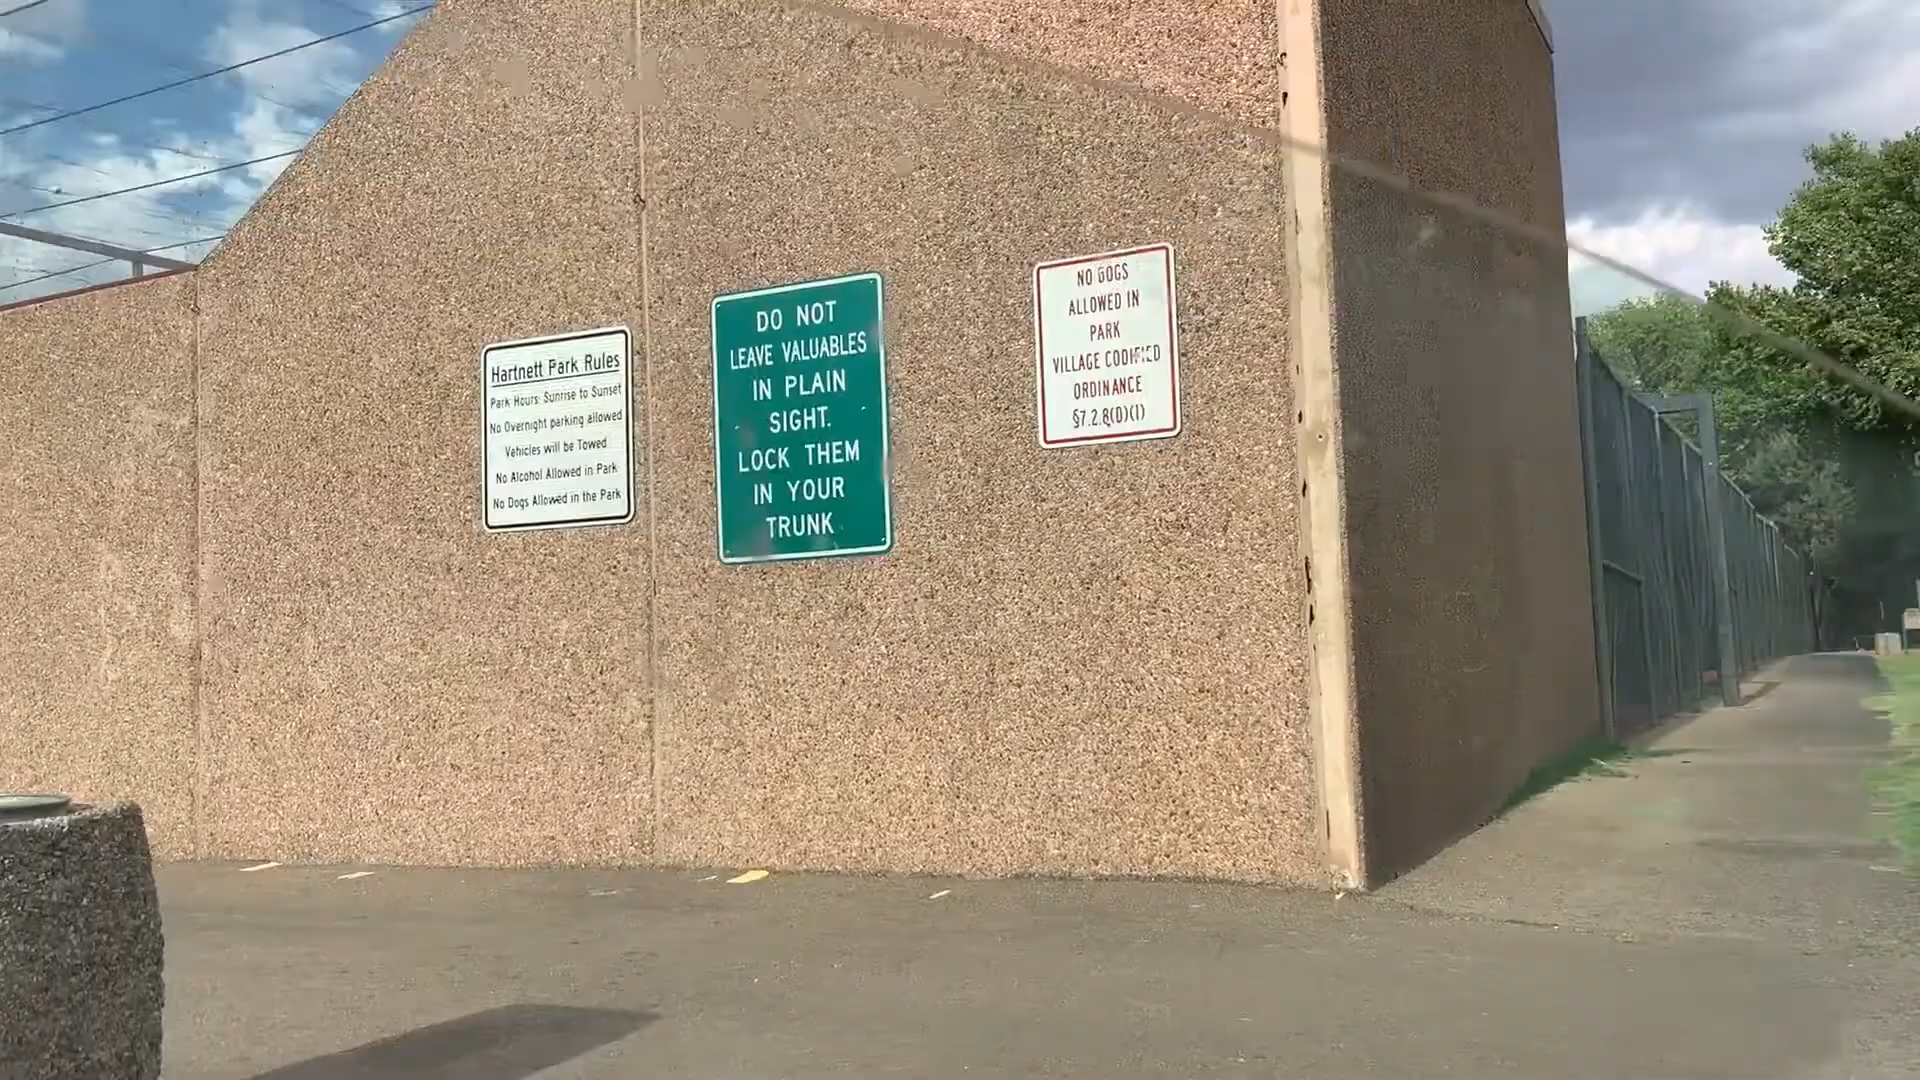 Hartnett Park Rules
Park Hours: Sunrise to Sunset
No Overnight parking allowed
Vehicles will be Towed
No Alcohol Allowed in Park
No Dogs Allowed in the Park
DO NOT
LEAVE VALUABLES
IN PLAIN
SIGHT.
LOCK THEM
IN YOUR
TRUNK
NO DOGS
ALLOWED IN
PARK
VILLAGE CODIFIED
ORDINANCE
§7.2.8(D)(1)